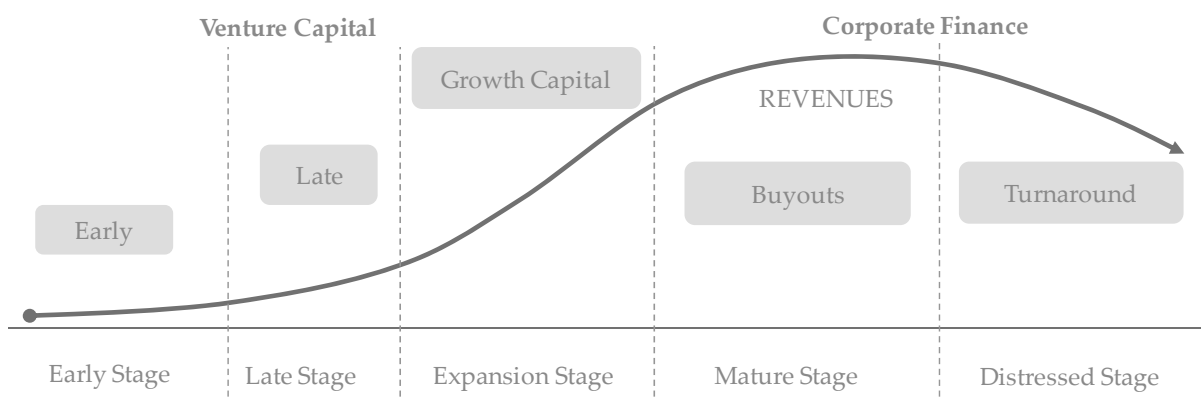 Venture Capital
Corporate Finance
Growth Capital
REVENUES
Late
Buyouts
Turnaround
Early
Early Stage
Late Stage
Expansion Stage
Mature Stage
Distressed Stage